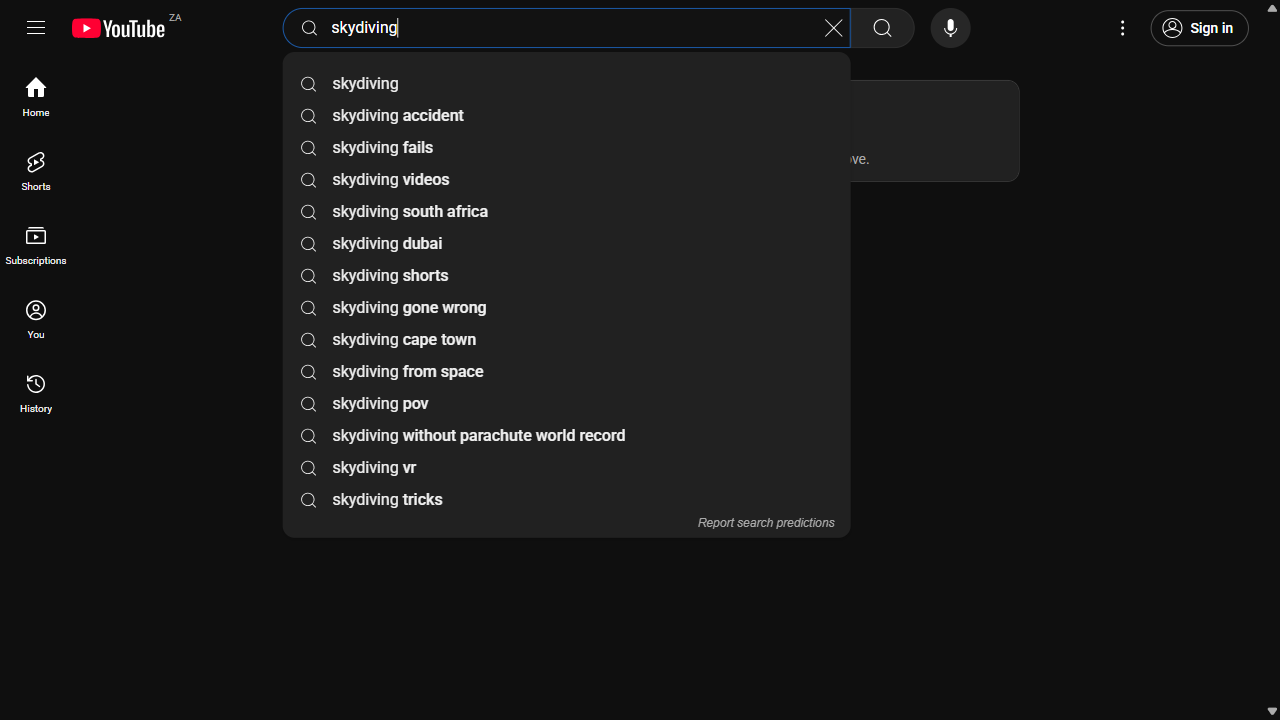 YouTube ZA
skydiving
Sign in
Home
Shorts
Subscriptions
You
History
skydiving
skydiving accident
skydiving fails
skydiving videos
skydiving south africa
skydiving dubai
skydiving shorts
skydiving gone wrong
skydiving cape town
skydiving from space
skydiving pov
skydiving without parachute world record
skydiving vr
skydiving tricks
Report search predictions